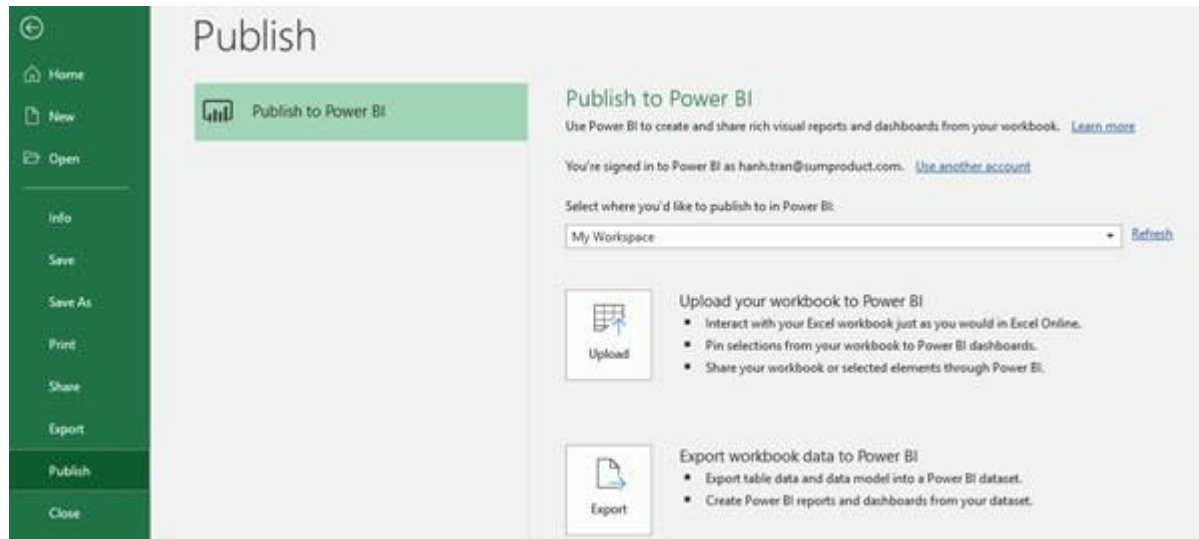 Publish
Home
New
Open
Info
Save
Save As
Print
Share
Export
Publish
Close
Publish to Power BI
Publish to Power BI
Use Power BI to create and share rich visual reports and dashboards from your workbook. Learn more
You're signed in to Power BI as hanh.tran@sumproduct.com. Use another account
Select where you'd like to publish to in Power BI:
My Workspace Refresh
Upload
Upload your workbook to Power BI
▪ Interact with your Excel workbook just as you would in Excel Online.
▪ Pin selections from your workbook to Power BI dashboards.
▪ Share your workbook or selected elements through Power BI.
Export
Export workbook data to Power BI
▪ Export table data and data model into a Power BI dataset.
▪ Create Power BI reports and dashboards from your dataset.